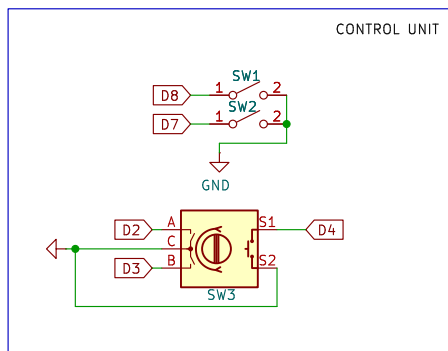 CONTROL UNIT
SW1
D8 1 2
SW2
D7 1 2
GND
D2 A S1 D4
C
D3 B S2
SW3